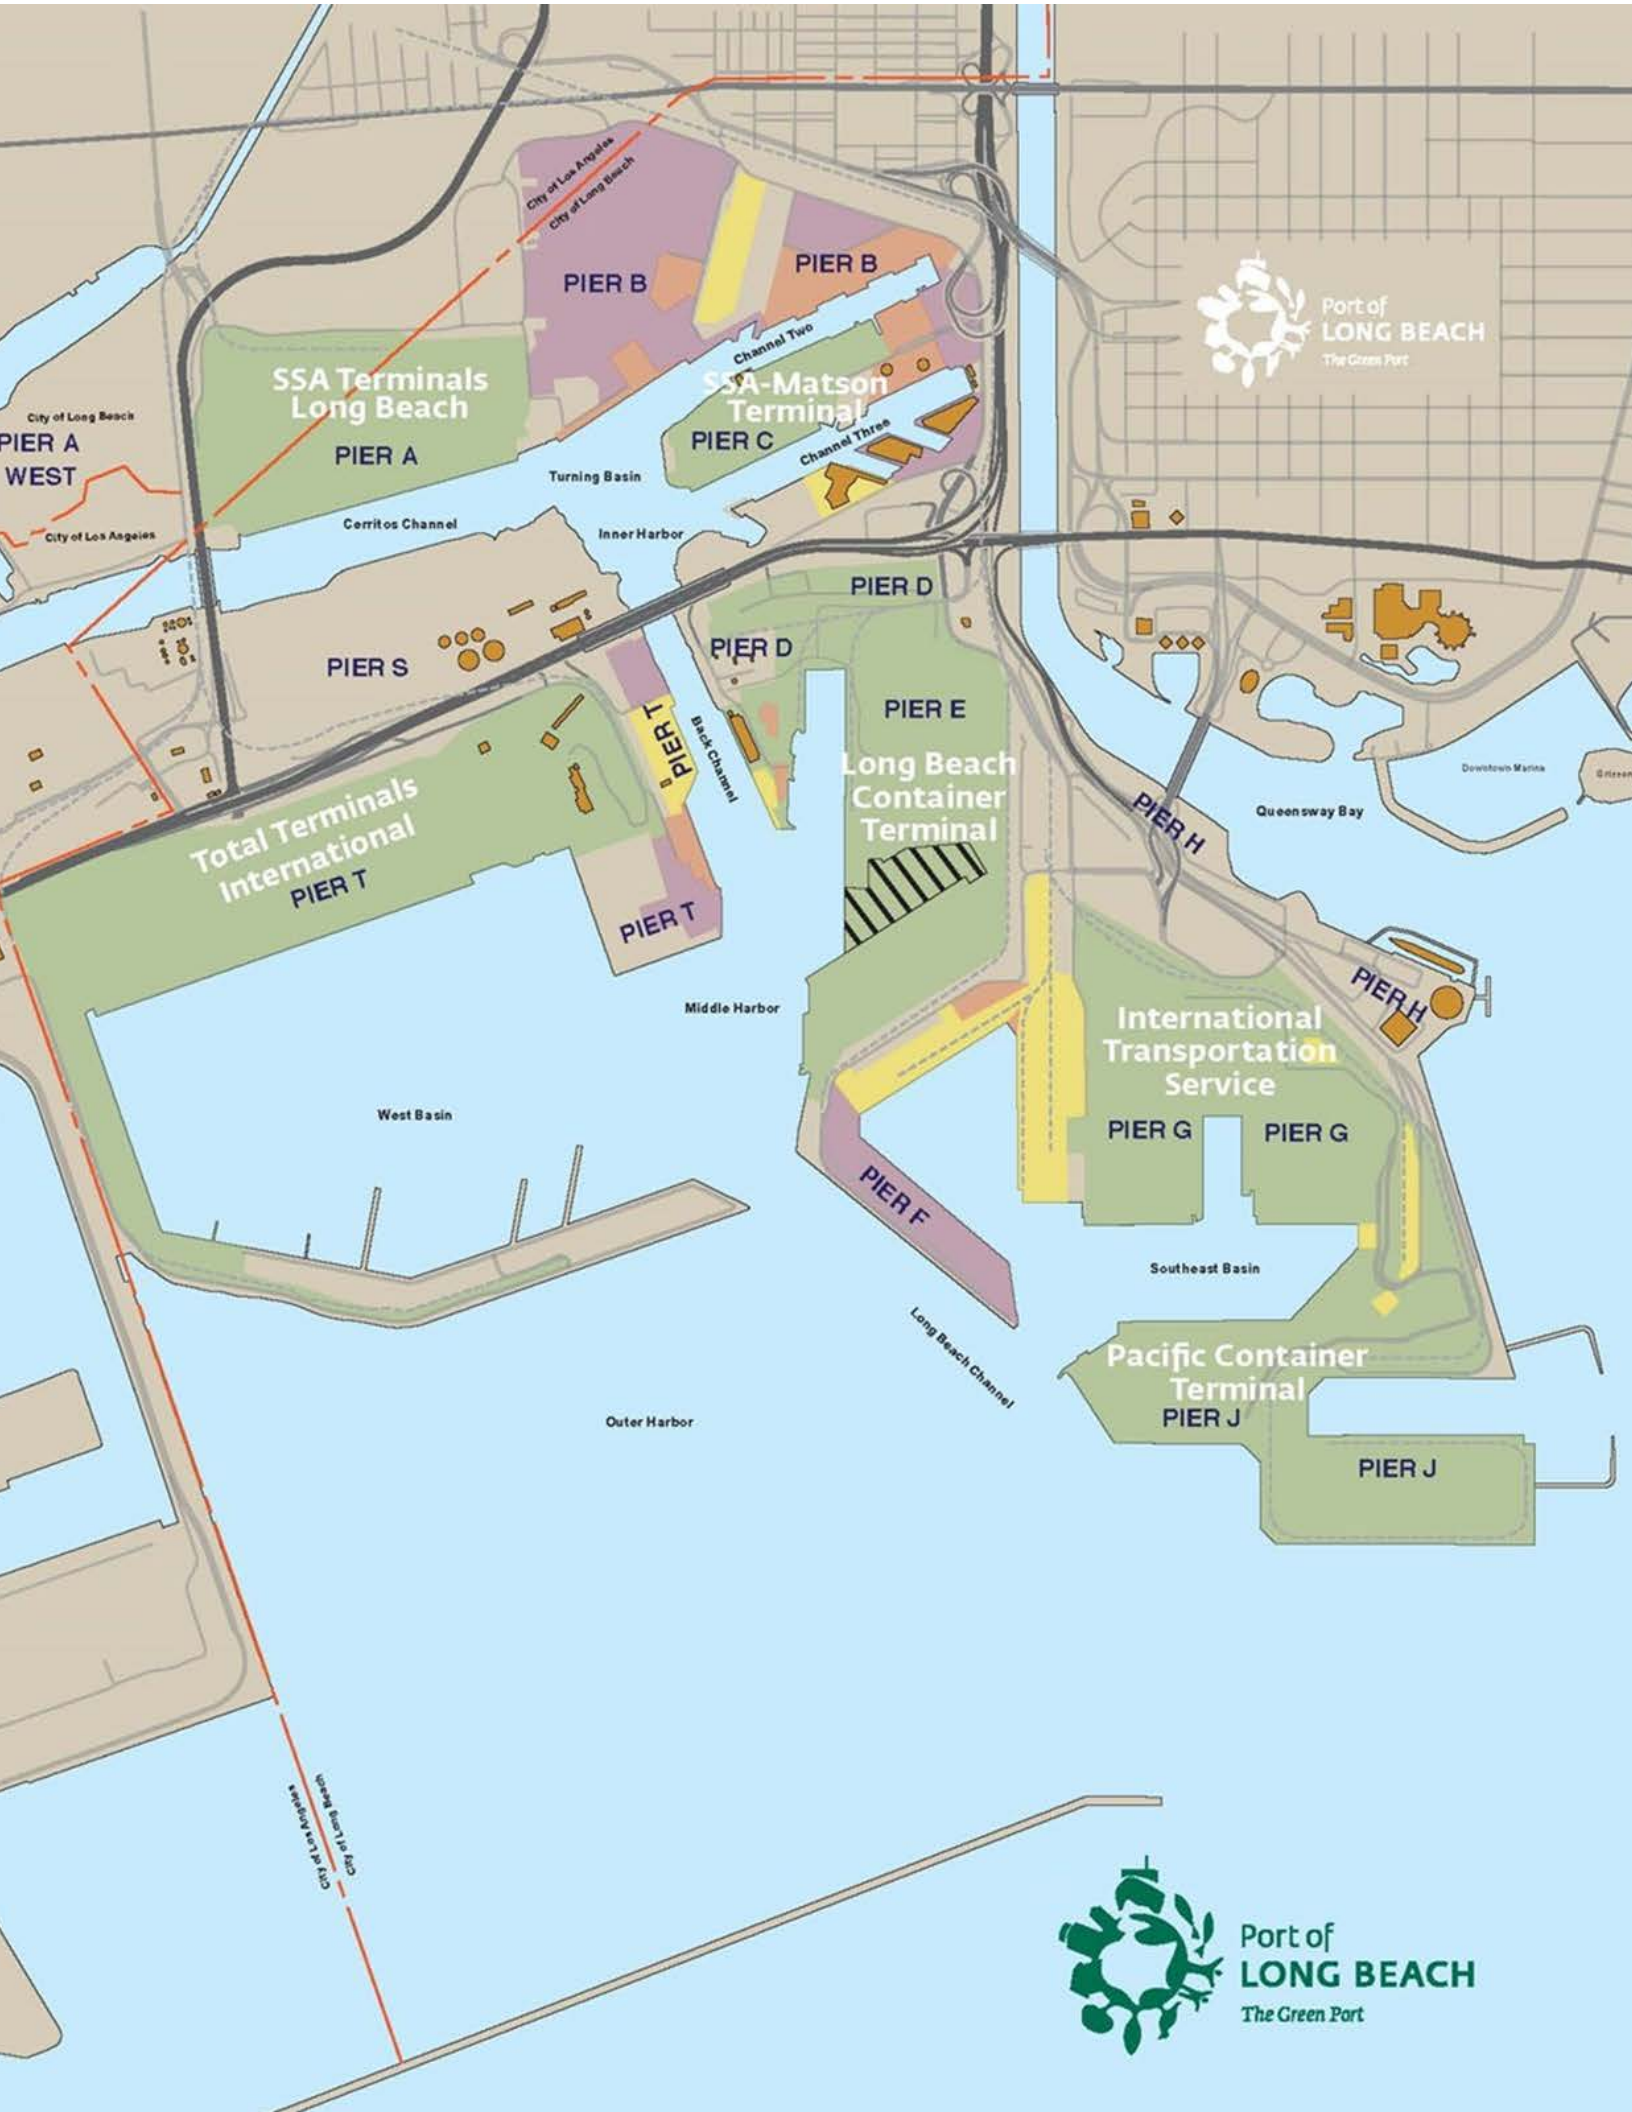 City of Los Angeles
City of Long Beach
PIER B
PIER B
Port of
LONG BEACH
The Green Port
Channel Two
SSA Terminals
Long Beach
PIER A
SSA-Matson
Terminal
PIER C
Channel Three
City of Long Beach
PIER A
WEST
City of Los Angeles
Turning Basin
Cerritos Channel
Inner Harbor
PIER D
PIER D
PIER S
PIER E
PIER T
Back Channel
Long Beach
Container
Terminal
Downtown Marina
Queensway Bay
PIER H
Total Terminals
International
PIER T
PIER T
PIER H
Middle Harbor
International
Transportation
Service
West Basin
PIER G
PIER G
PIER F
Southeast Basin
Long Beach Channel
Pacific Container
Terminal
PIER J
PIER J
Outer Harbor
City of Los Angeles
City of Long Beach
Port of
LONG BEACH
The Green Port